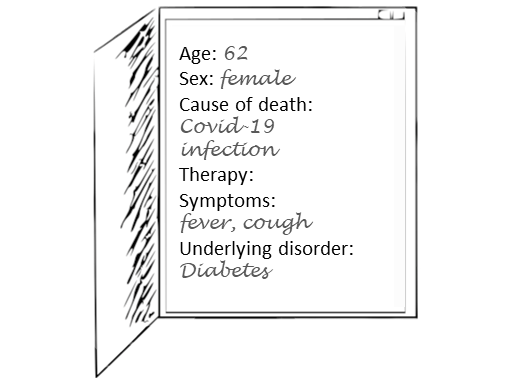 Age: 62
Sex: female
Cause of death:
Covid-19
infection
Therapy:
Symptoms:
fever, cough
Underlying disorder:
Diabetes